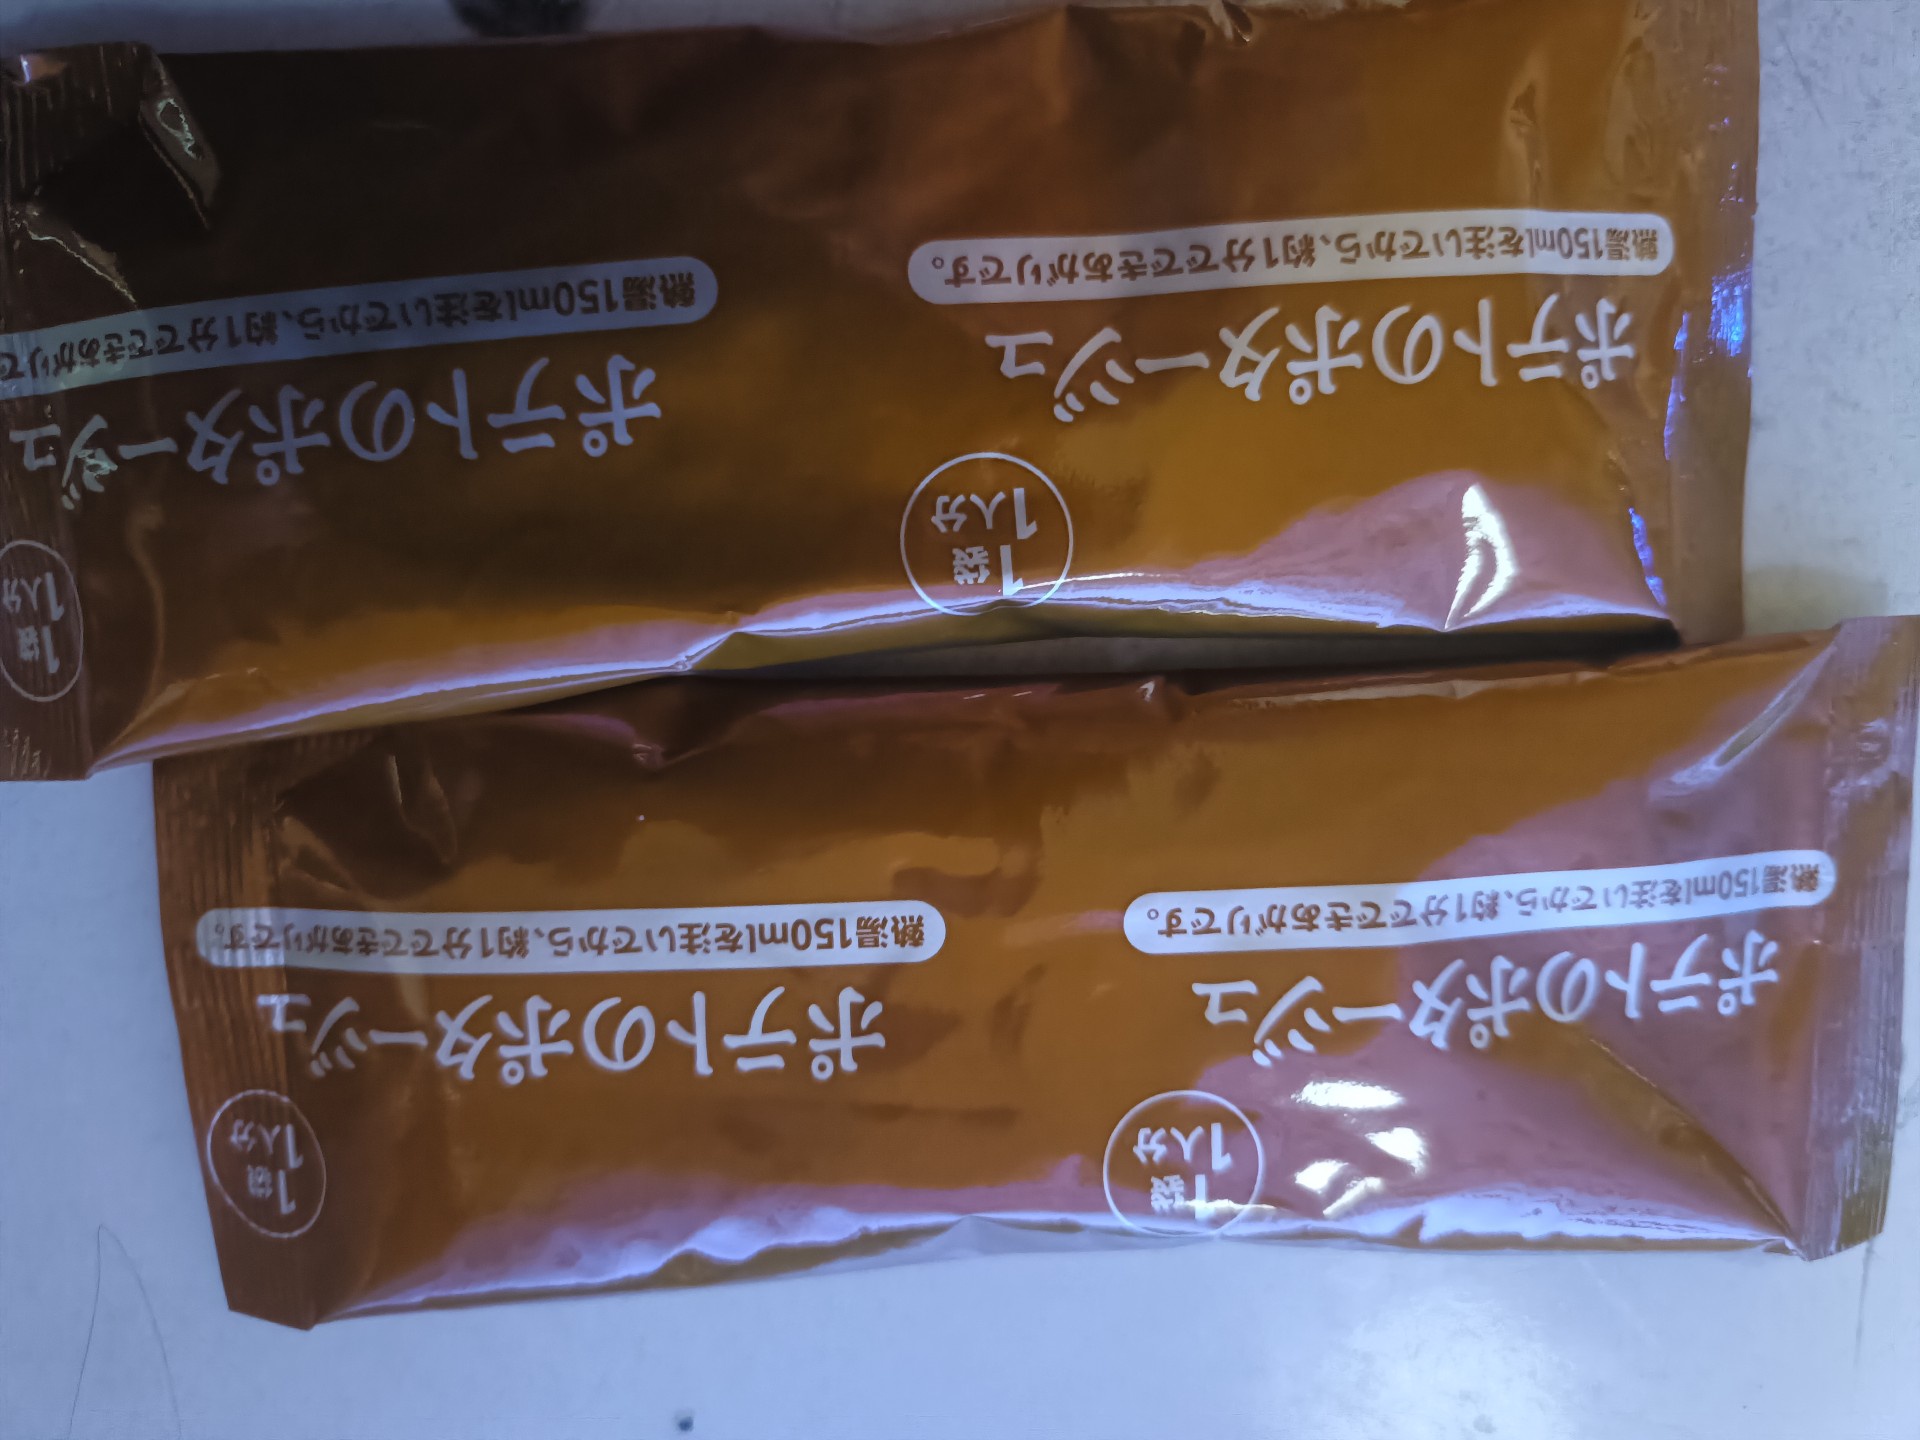 1袋
1人分
ポテトのポタージュ
熱湯150mlを注いでから、約1分でできあがりです。
1袋
1人分
ポテトのポタージュ
熱湯150mlを注いでから、約1分でできあがりです。
1袋
1人分
ポテトのポタージュ
熱湯150mlを注いでから、約1分でできあがりです。
1袋
1人分
ポテトのポタージュ
熱湯150mlを注いでから、約1分でできあがりで